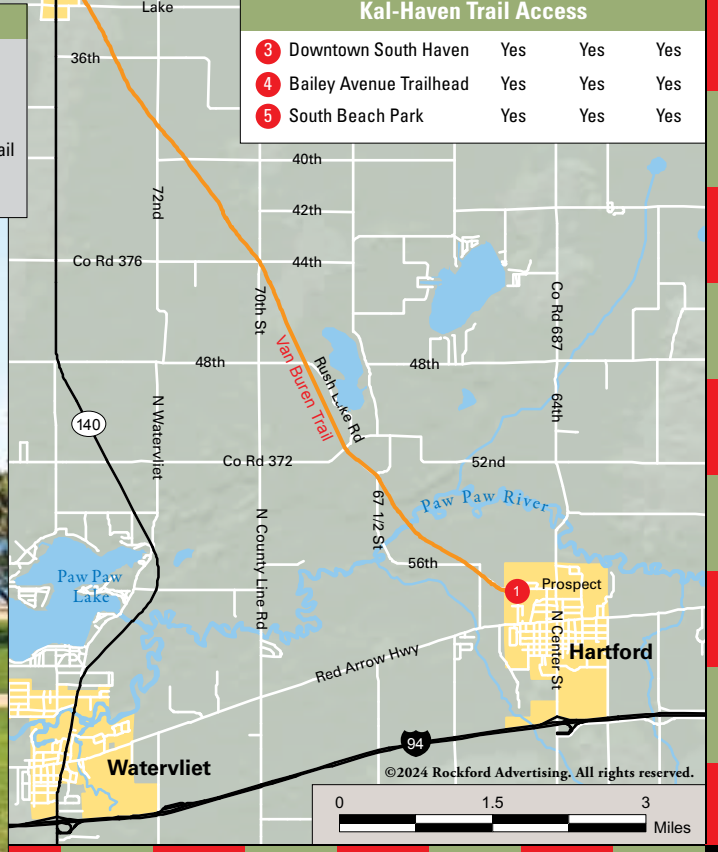 Lake
Kal-Haven Trail Access
3 Downtown South Haven Yes Yes Yes
4 Bailey Avenue Trailhead Yes Yes Yes
5 South Beach Park Yes Yes Yes
36th
ail
40th
72nd
42nd
Co Rd 376
44th
70th St
Co Rd 687
Van Buren Trail
Rush Lake Rd
48th
48th
64th
140
N Watervliet
Co Rd 372
52nd
67 1/2 St
Paw Paw River
N County Line Rd
56th
Paw Paw
Lake
1
Prospect
N Center St
Hartford
Red Arrow Hwy
94
Watervliet
©2024 Rockford Advertising. All rights reserved.
0 1.5 3
Miles